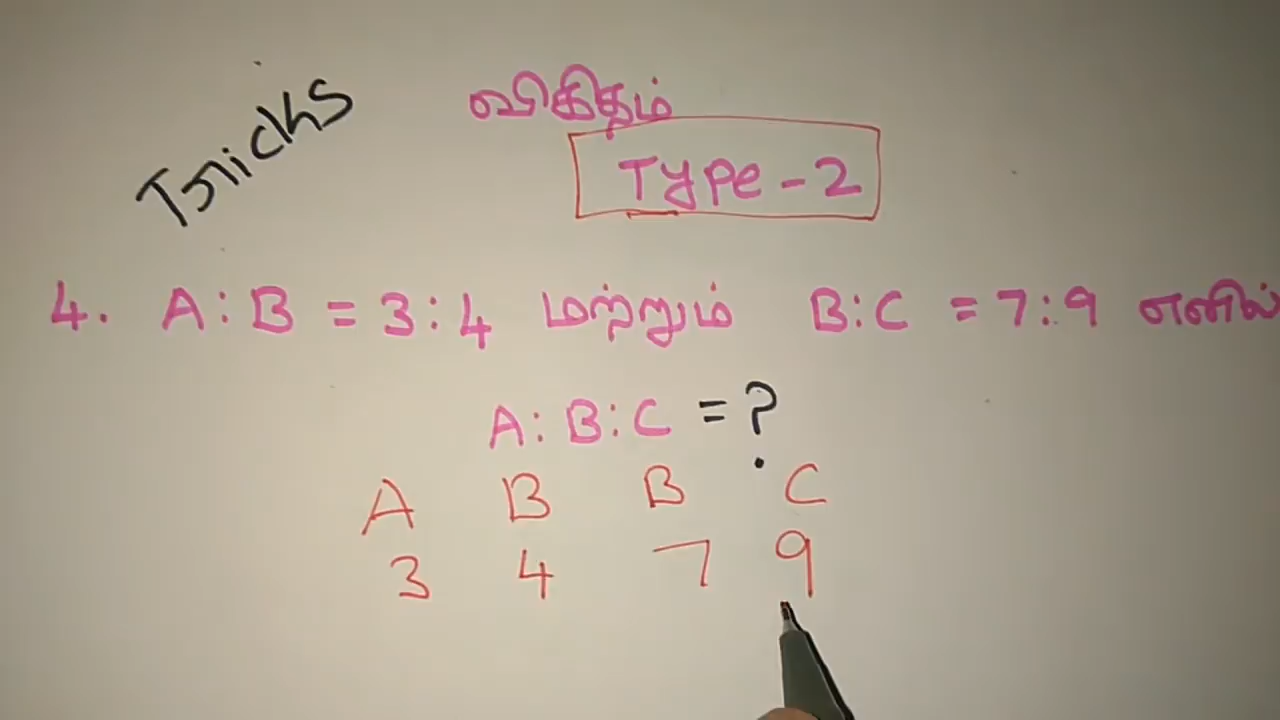 Tricks
விகிதம்
Type-2
4. A:B = 3:4 மற்றும் B:C = 7:9 எனில்
A:B:C = ?
A B B C
3 4 7 9